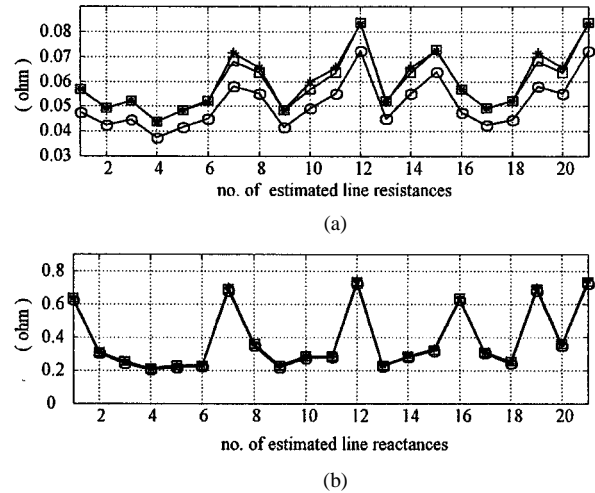 0.08
0.07
0.06
0.05
0.04
0.03
( ohm )
2 4 6 8 10 12 14 16 18 20
no. of estimated line resistances
(a)
0.8
0.6
0.4
0.2
0
( ohm )
2 4 6 8 10 12 14 16 18 20
no. of estimated line reactances
(b)